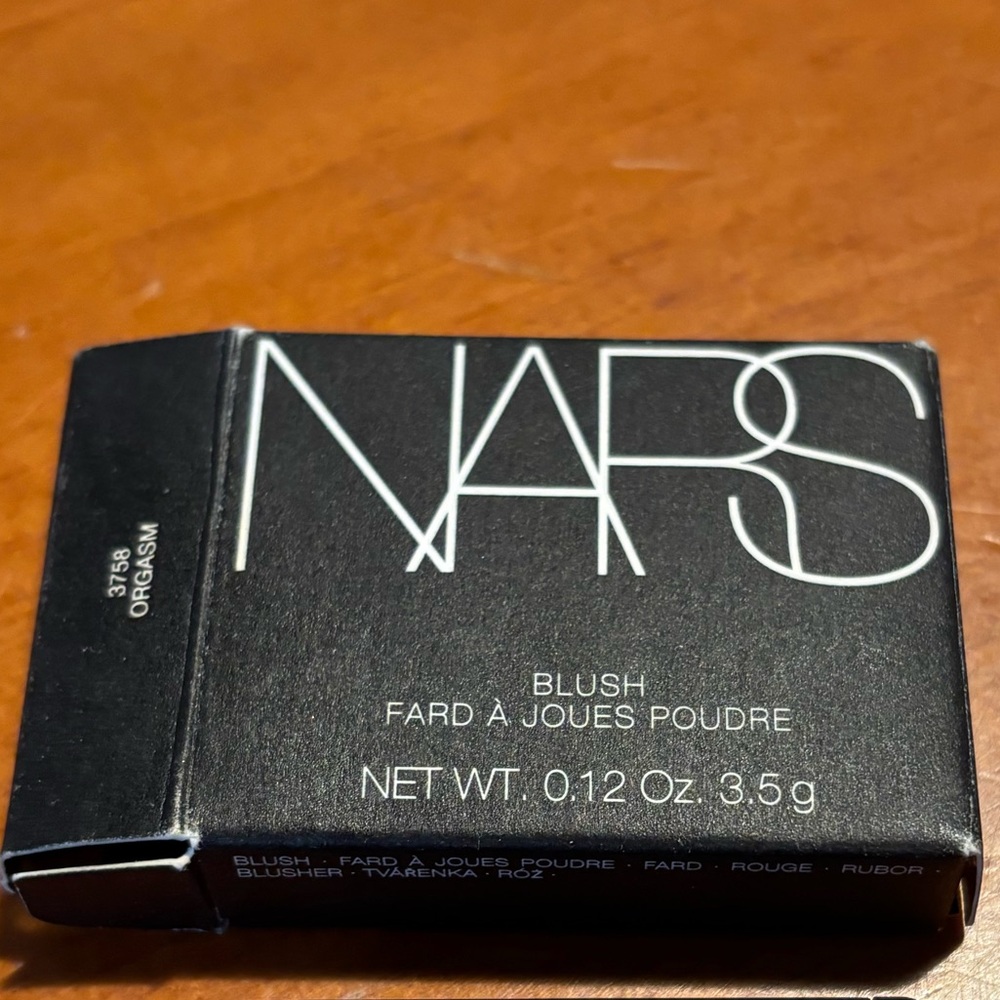 NARS
3758
ORGASM
BLUSH
FARD À JOUES POUDRE
NET WT. 0.12 Oz. 3.5 g
BLUSH · FARD À JOUES POUDRE · FARD · ROUGE · RUBOR ·
BLUSHER · TVÁŘENKA · RÓŻ ·